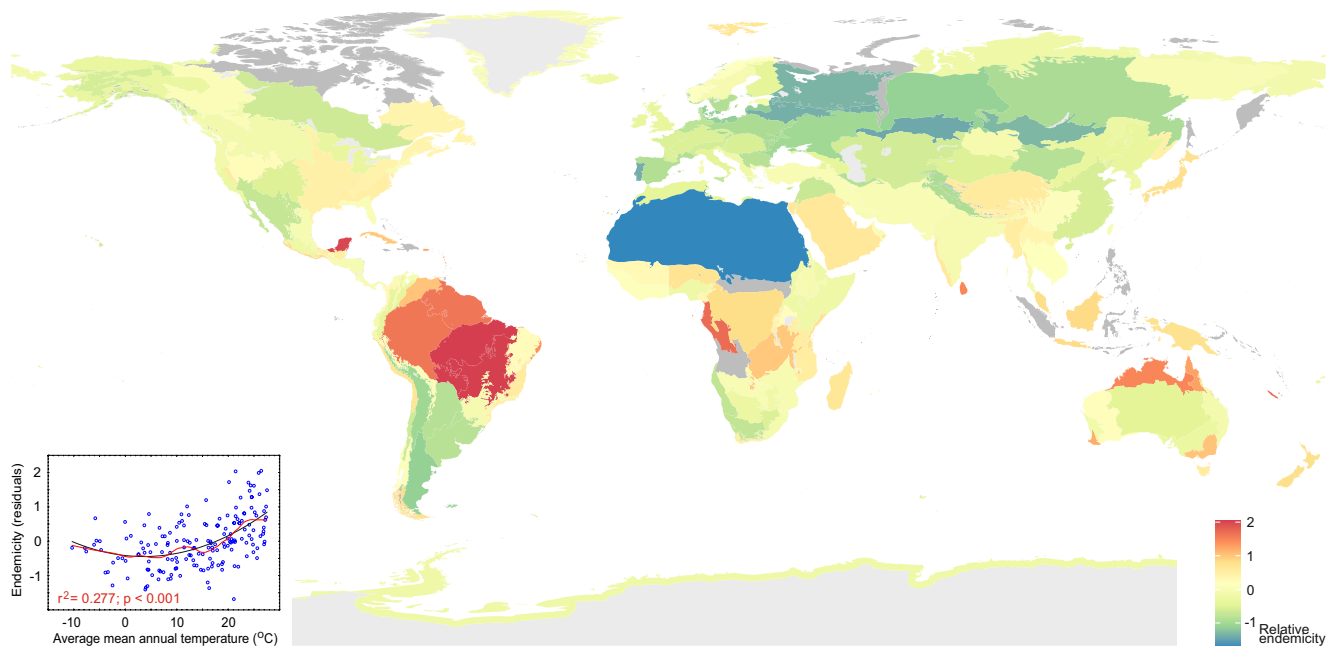 2
1
0
-1
Endemicity (residuals)
r2= 0.277; p < 0.001
-10 0 10 20
Average mean annual temperature (oC)
2
1
0
-1
Relative
endemicity